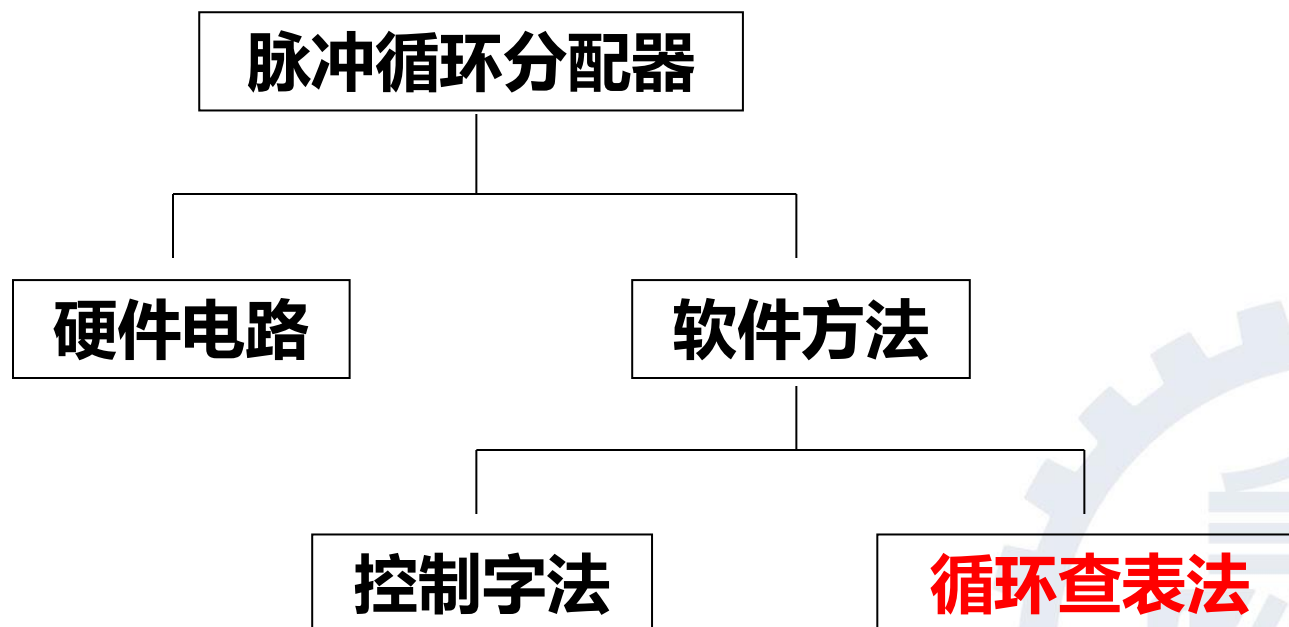 脉冲循环分配器
硬件电路
软件方法
控制字法
循环查表法